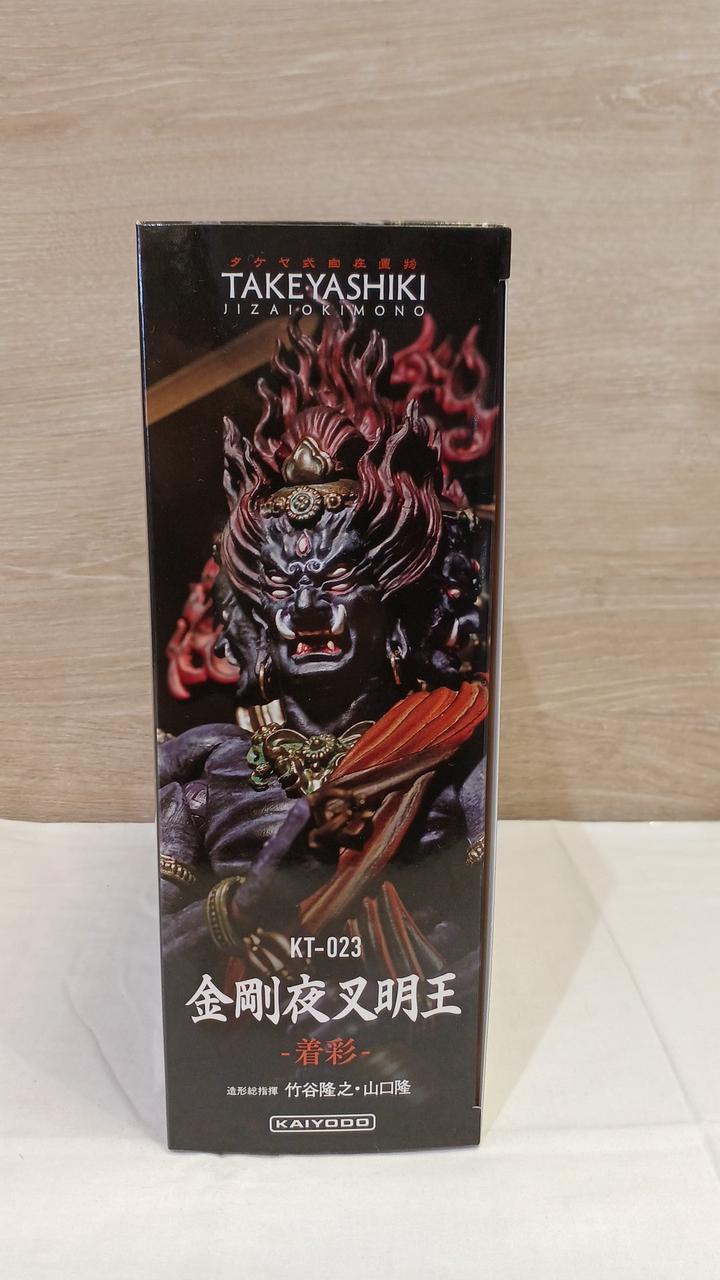 タケヤ式自在置物
TAKEYASHIKI
JIZAIOKIMONO
KT-023
金剛夜叉明王
-着彩-
造形総指揮 竹谷隆之・山口隆
KAIYODO